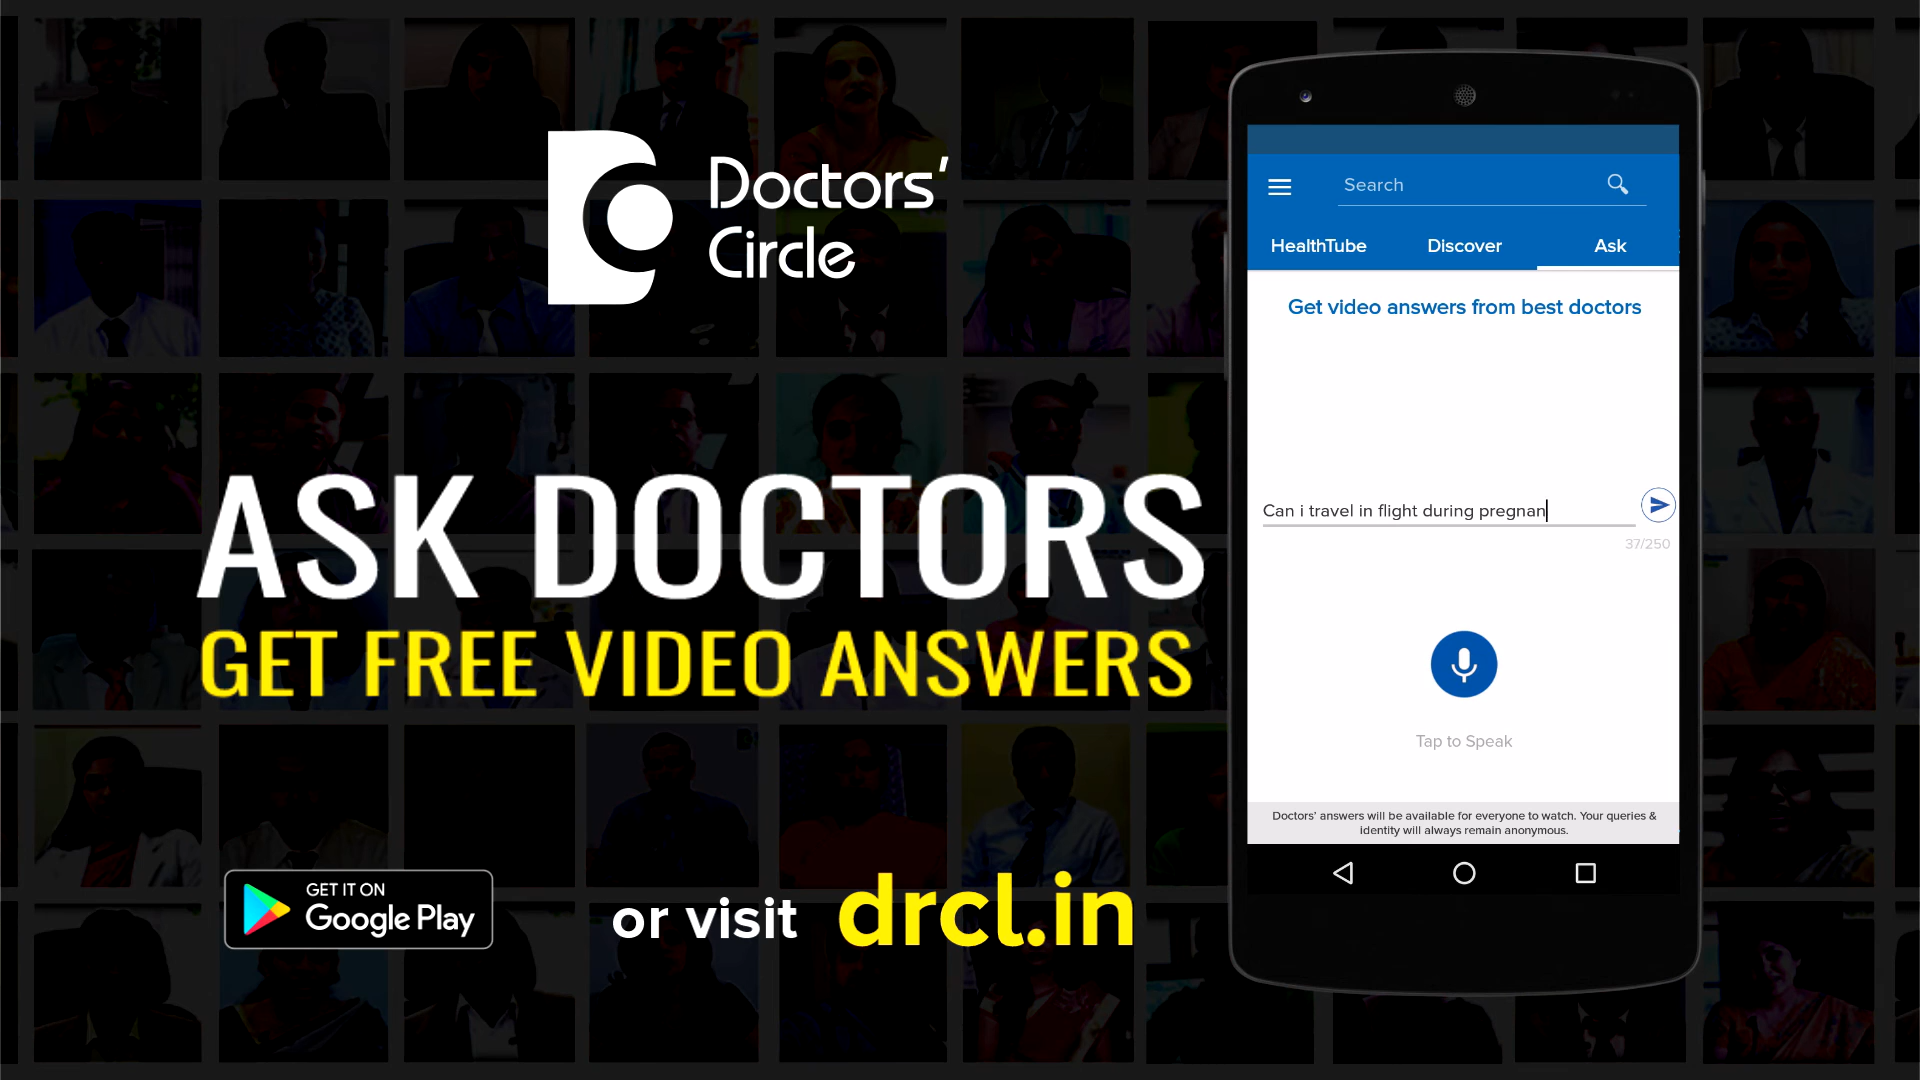 Doctors'
Circle
ASK DOCTORS
GET FREE VIDEO ANSWERS
GET IT ON
Google Play
or visit drcl.in
Search
HealthTube Discover Ask
Get video answers from best doctors
Can i travel in flight during pregnan
37/250
Tap to Speak
Doctors' answers will be available for everyone to watch. Your queries &
identity will always remain anonymous.